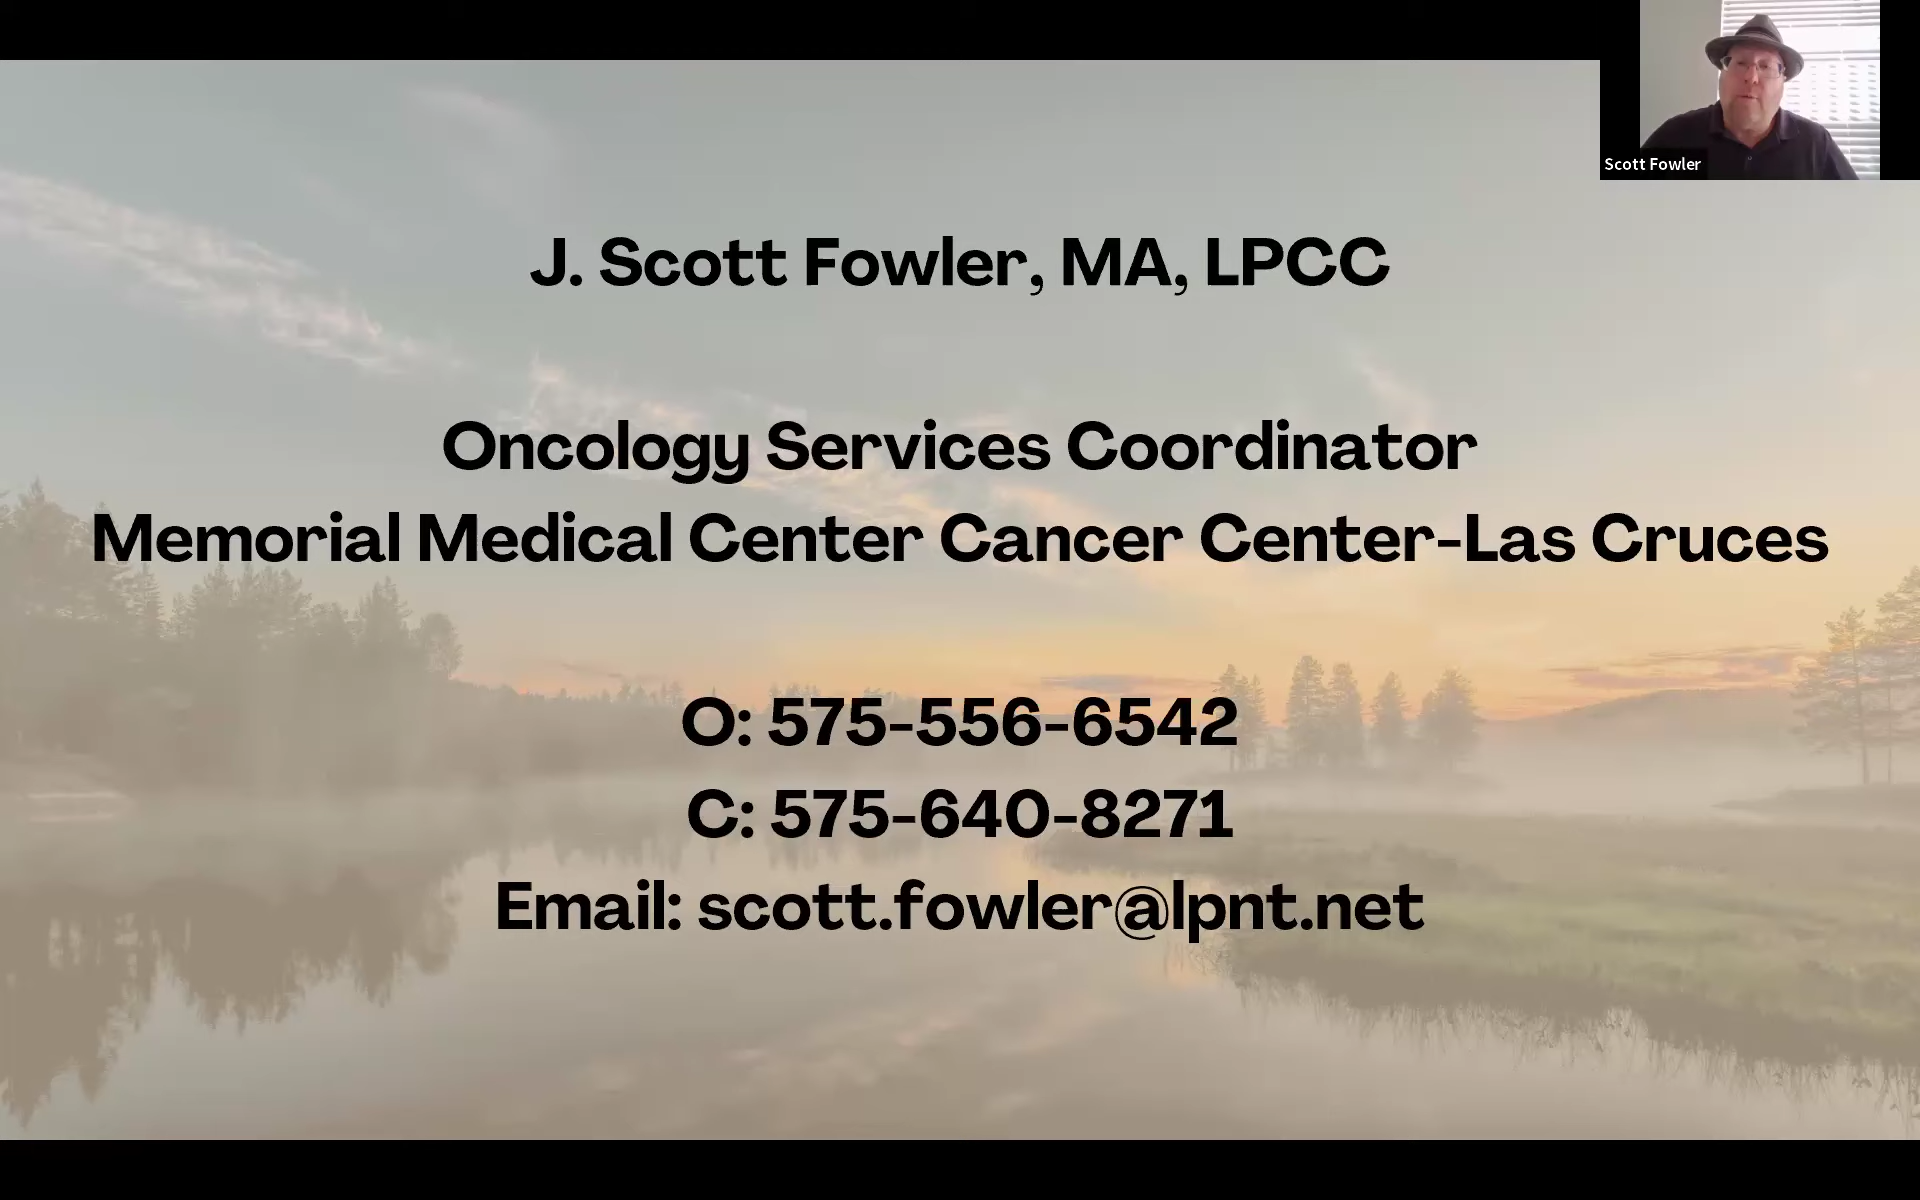 Scott Fowler
J. Scott Fowler, MA, LPCC
Oncology Services Coordinator
Memorial Medical Center Cancer Center-Las Cruces
O: 575-556-6542
C: 575-640-8271
Email: scott.fowler@lpnt.net